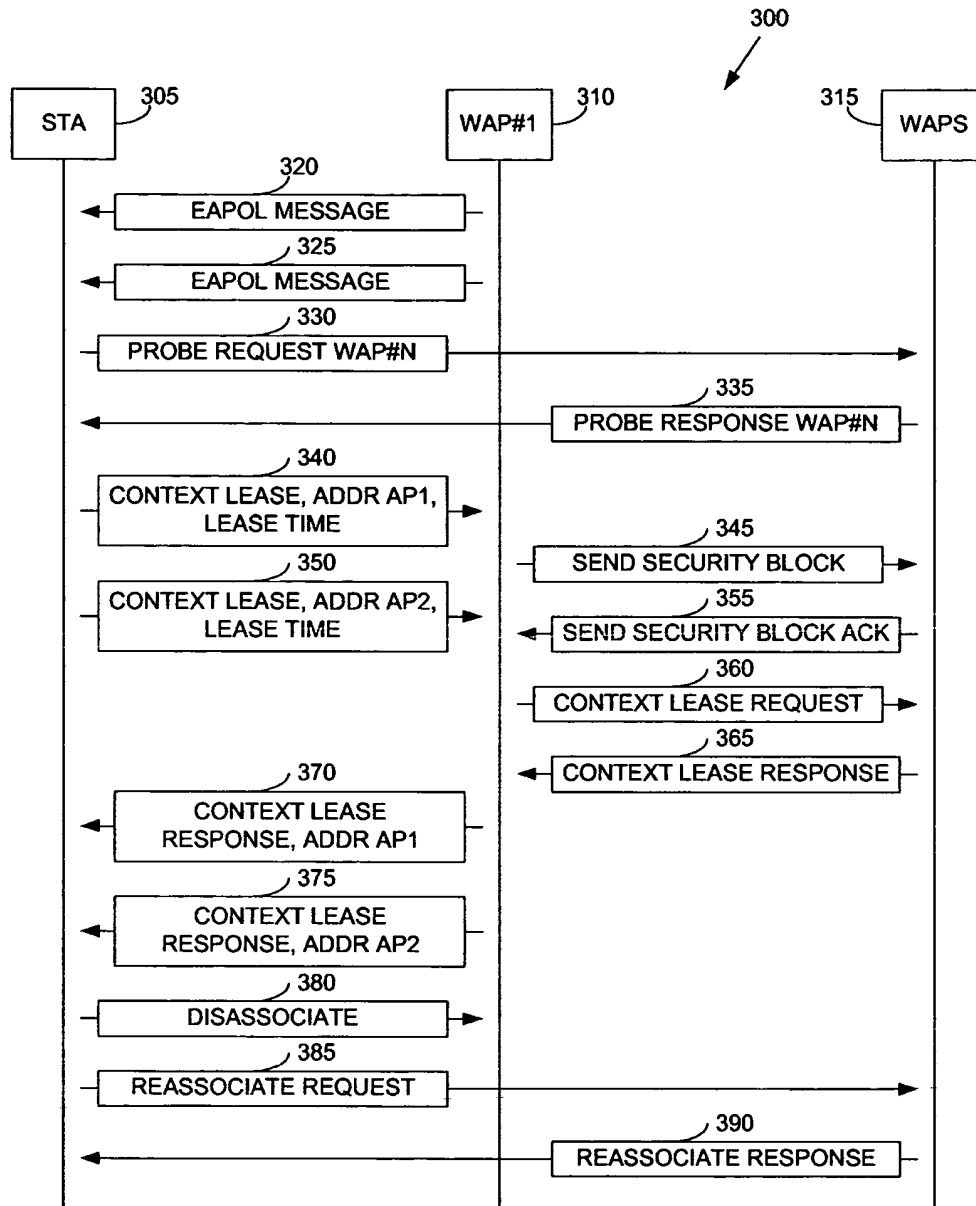 300
STA
305
WAP#1
310
315
WAPS
320
EAPOL MESSAGE
325
EAPOL MESSAGE
330
PROBE REQUEST WAP#N
335
PROBE RESPONSE WAP#N
340
CONTEXT LEASE, ADDR AP1,
LEASE TIME
345
SEND SECURITY BLOCK
350
CONTEXT LEASE, ADDR AP2,
LEASE TIME
355
SEND SECURITY BLOCK ACK
360
CONTEXT LEASE REQUEST
365
CONTEXT LEASE RESPONSE
370
CONTEXT LEASE
RESPONSE, ADDR AP1
375
CONTEXT LEASE
RESPONSE, ADDR AP2
380
DISASSOCIATE
385
REASSOCIATE REQUEST
390
REASSOCIATE RESPONSE